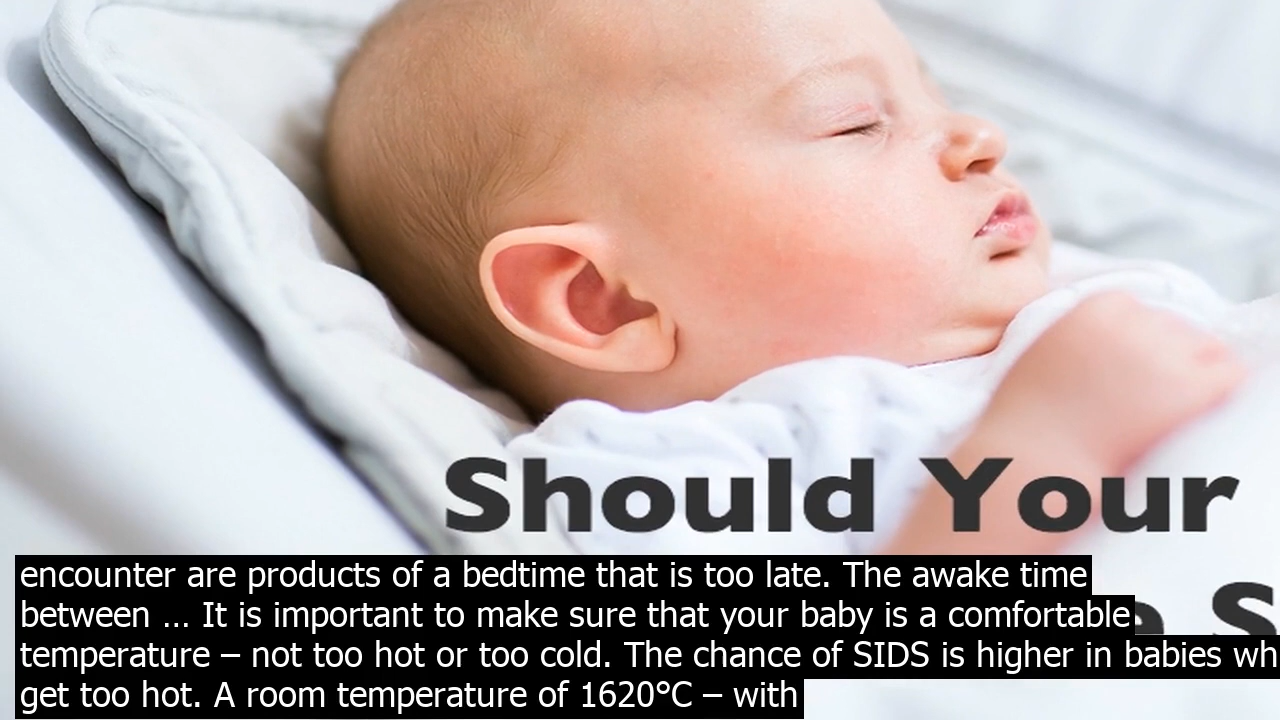 Should Your
encounter are products of a bedtime that is too late. The awake time
between ... It is important to make sure that your baby is a comfortable
temperature – not too hot or too cold. The chance of SIDS is higher in babies wh
get too hot. A room temperature of 1620°C – with